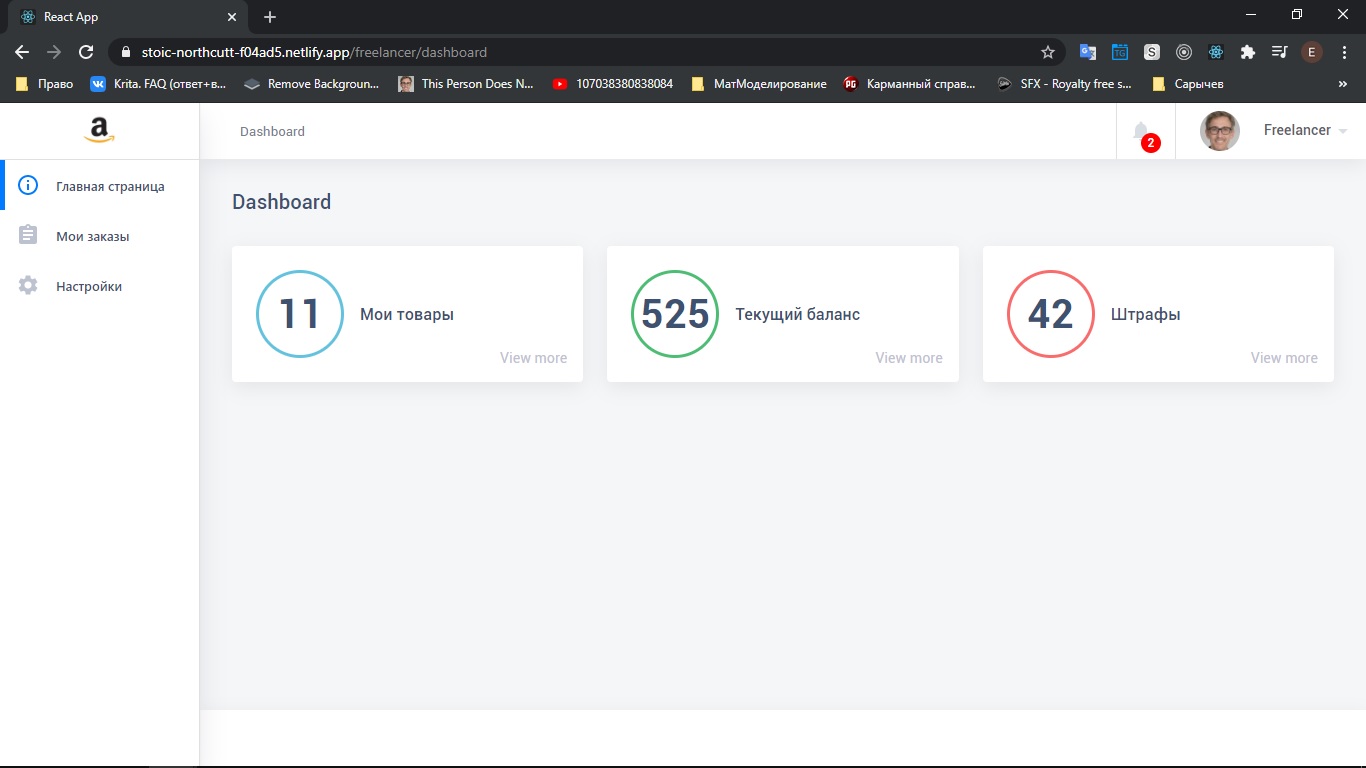 React App
stoic-northcutt-f04ad5.netlify.app/freelancer/dashboard
Право
Krita. FAQ (ответ+в...
Remove Backgroun...
This Person Does N...
107038380838084
МатМоделирование
Карманный справ...
SFX - Royalty free s...
Сарычев
»
a
Dashboard
2
Freelancer
Главная страница
Мои заказы
Настройки
Dashboard
11
Мои товары
View more
525
Текущий баланс
View more
42
Штрафы
View more